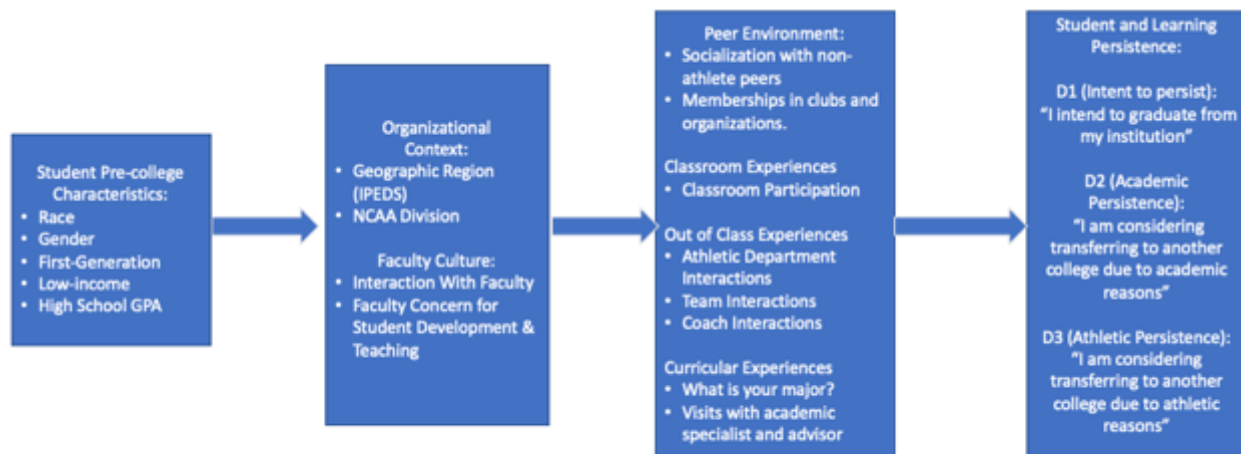 Student Pre-college
Characteristics:
• Race
• Gender
• First-Generation
• Low-income
• High School GPA
Organizational
Context:
• Geographic Region
(IPEDS)
• NCAA Division
Faculty Culture:
• Interaction With Faculty
• Faculty Concern for
Student Development &
Teaching
Peer Environment:
• Socialization with non-
athlete peers
• Memberships in clubs and
organizations.
Classroom Experiences
• Classroom Participation
Out of Class Experiences
• Athletic Department
Interactions
• Team Interactions
• Coach Interactions
Curricular Experiences
• What is your major?
• Visits with academic
specialist and advisor
Student and Learning
Persistence:
D1 (Intent to persist):
“I intend to graduate from
my institution”
D2 (Academic
Persistence):
“I am considering
transferring to another
college due to academic
reasons”
D3 (Athletic Persistence):
“I am considering
transferring to another
college due to athletic
reasons”